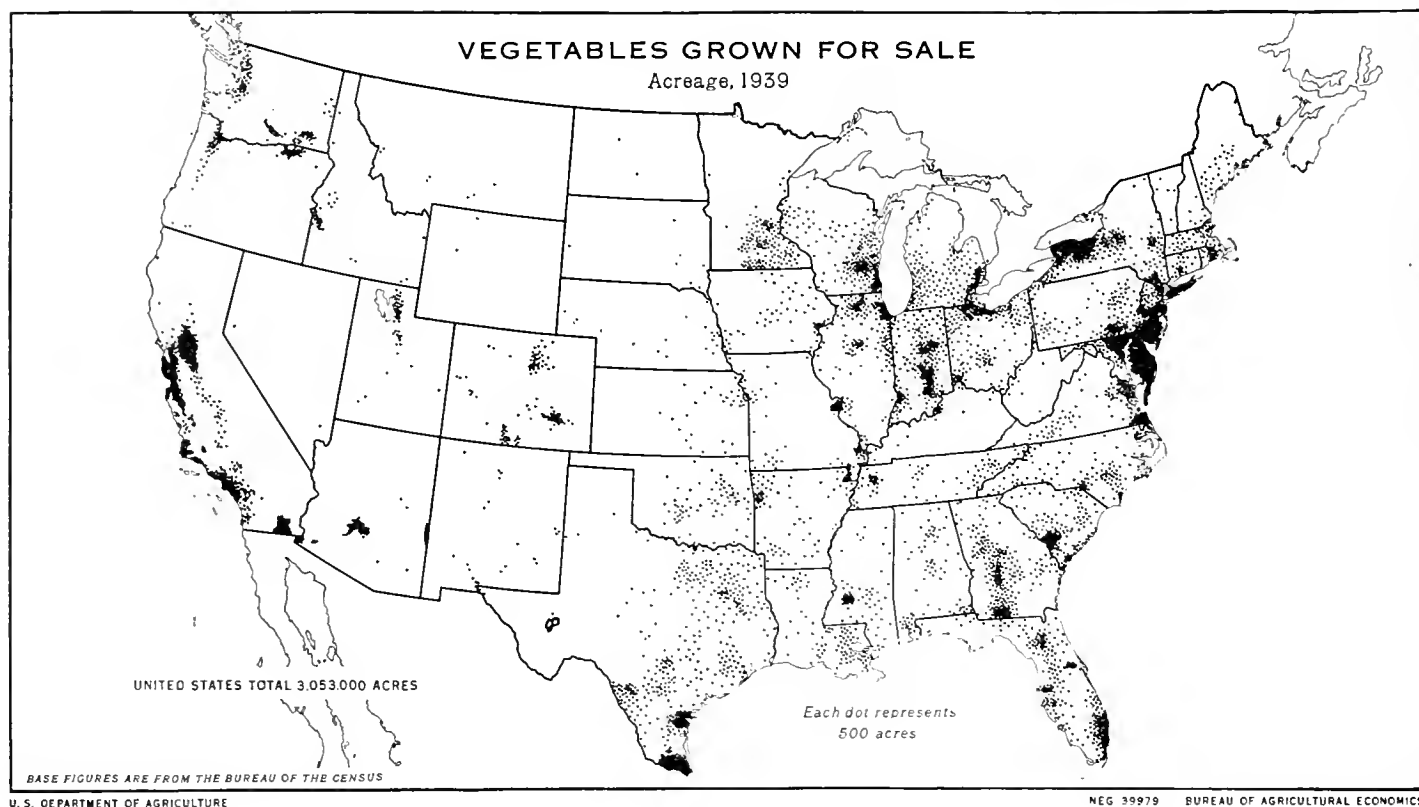 VEGETABLES GROWN FOR SALE
Acreage, 1939
UNITED STATES TOTAL 3,053,000 ACRES
Each dot represents
500 acres
BASE FIGURES ARE FROM THE BUREAU OF THE CENSUS
U. S. DEPARTMENT OF AGRICULTURE
NEG 39979 BUREAU OF AGRICULTURAL ECONOMICS